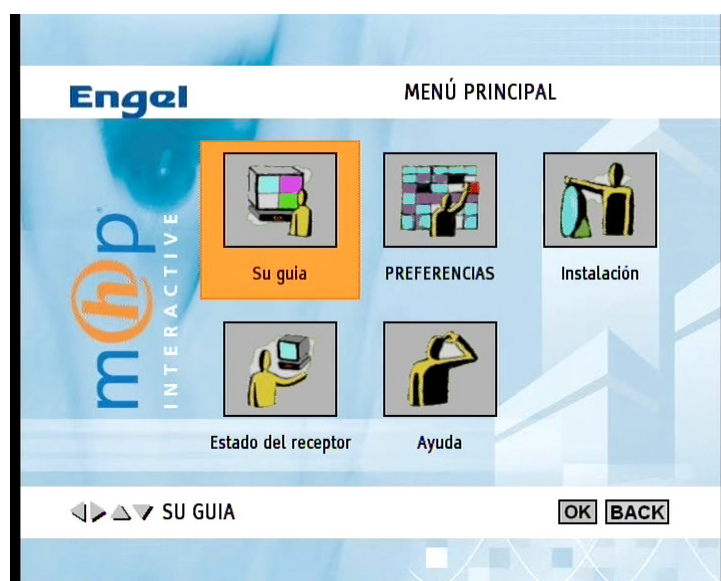 Engel
MENÚ PRINCIPAL
mhp
INTERACTIVE
Su guia
PREFERENCIAS
Instalación
Estado del receptor
Ayuda
SU GUIA
OK BACK